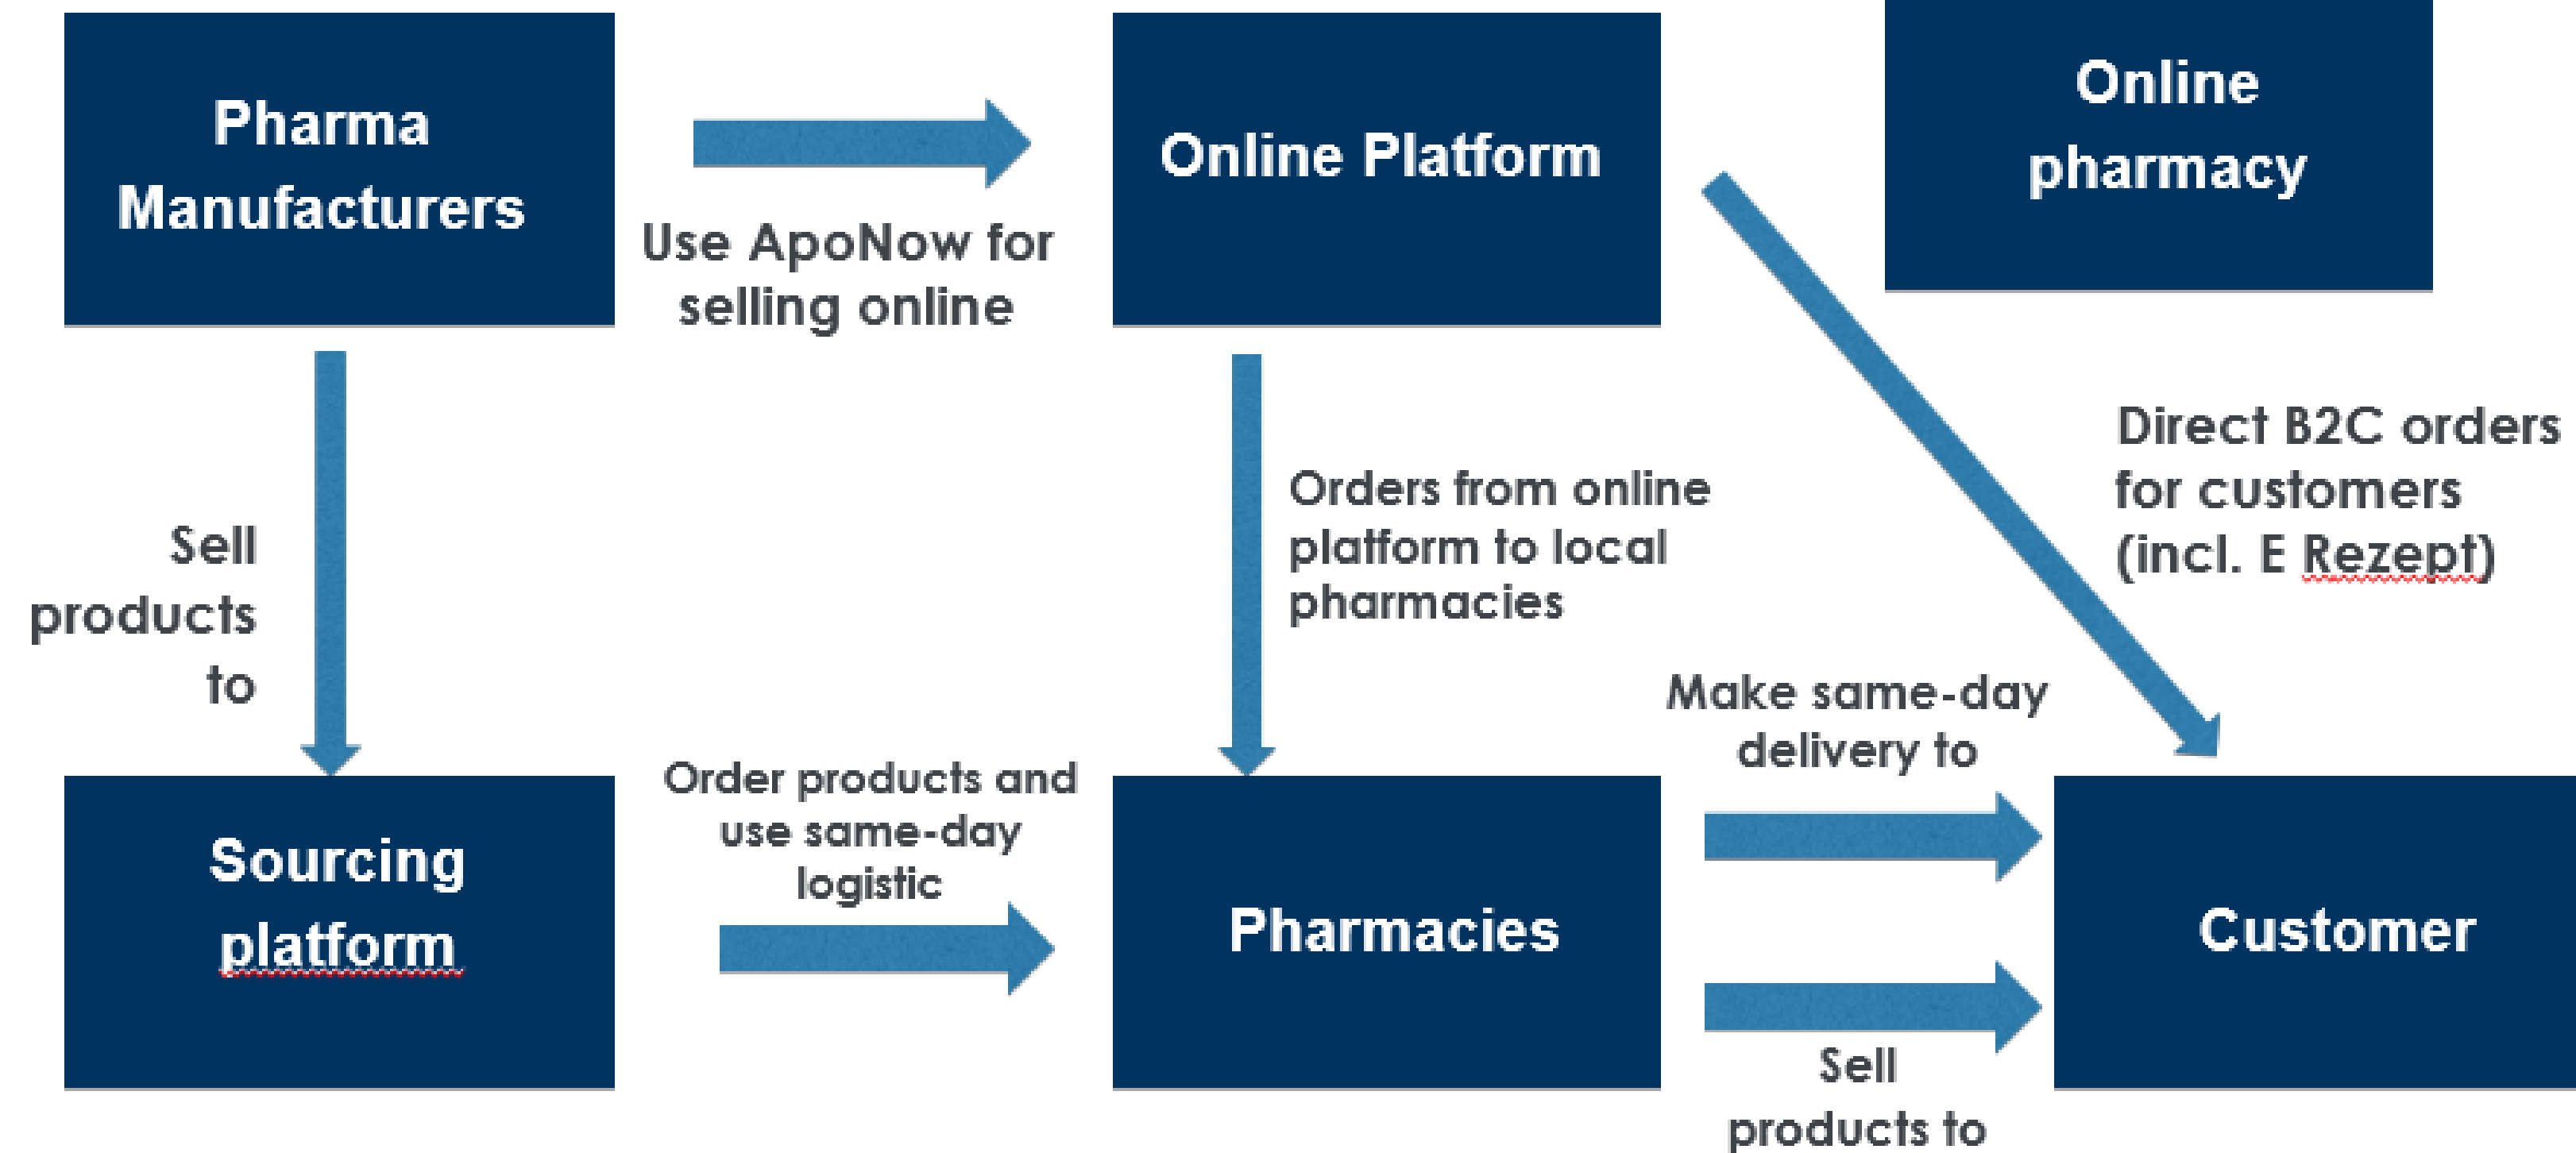 Pharma
Manufacturers
Use ApoNow for
selling online
Online Platform
Online
pharmacy
Sell
products
to
Orders from online
platform to local
pharmacies
Direct B2C orders
for customers
(incl. E Rezept)
Make same-day
delivery to
Order products and
use same-day
logistic
Sourcing
platform
Pharmacies
Customer
Sell
products to